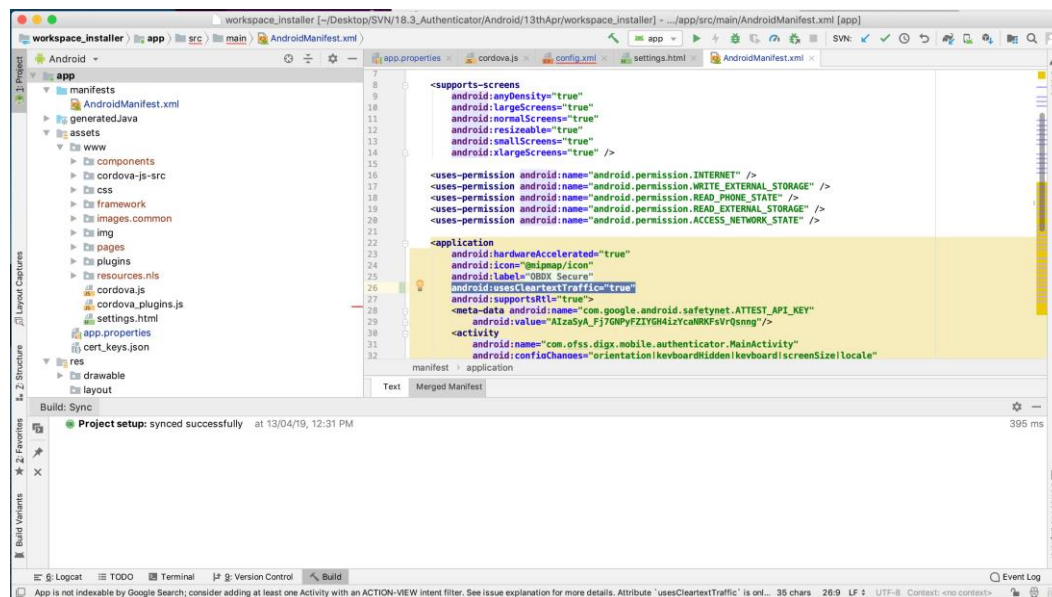 workspace_installer [~/Desktop/SVN/18.3_Authenticator/Android/13thApr/workspace_installer] - .../app/src/main/AndroidManifest.xml [app]
workspace_installer app src main AndroidManifest.xml
app SVN:
1: Project
Android
app.properties cordova.js config.xml settings.html AndroidManifest.xml
app
manifests
AndroidManifest.xml
generatedJava
assets
www
components
cordova-js-src
css
framework
images.common
img
pages
plugins
resources.nls
cordova.js
cordova_plugins.js
settings.html
app.properties
cert_keys.json
res
drawable
layout
7
8 <supports-screens
9 android:anyDensity="true"
10 android:largeScreens="true"
11 android:normalScreens="true"
12 android:resizeable="true"
13 android:smallScreens="true"
14 android:xlargeScreens="true" />
15
16 <uses-permission android:name="android.permission.INTERNET" />
17 <uses-permission android:name="android.permission.WRITE_EXTERNAL_STORAGE" />
18 <uses-permission android:name="android.permission.READ_PHONE_STATE" />
19 <uses-permission android:name="android.permission.READ_EXTERNAL_STORAGE" />
20 <uses-permission android:name="android.permission.ACCESS_NETWORK_STATE" />
21
22 <application
23 android:hardwareAccelerated="true"
24 android:icon="@mipmap/icon"
25 android:label="OBDX Secure"
26 android:usesCleartextTraffic="true"
27 android:supportsRtl="true">
28 <meta-data android:name="com.google.android.safetynet.ATTEST_API_KEY"
29 android:value="AIzaSyA_Fj7GNPyFZIYGH4izYcaNRKFsVrQsnng"/>
30 <activity
31 android:name="com.ofss.digx.mobile.authenticator.MainActivity"
32 android:configChanges="orientation|keyboardHidden|keyboard|screenSize|locale"
manifest application
Text Merged Manifest
Layout Captures
7: Structure
2: Favorites
Build Variants
Build: Sync
Project setup: synced successfully at 13/04/19, 12:31 PM
395 ms
6: Logcat TODO Terminal 9: Version Control Build
Event Log
App is not indexable by Google Search; consider adding at least one Activity with an ACTION-VIEW intent filter. See issue explanation for more details. Attribute `usesCleartextTraffic` is onl... 35 chars 26:9 LF UTF-8 Context: <no context>